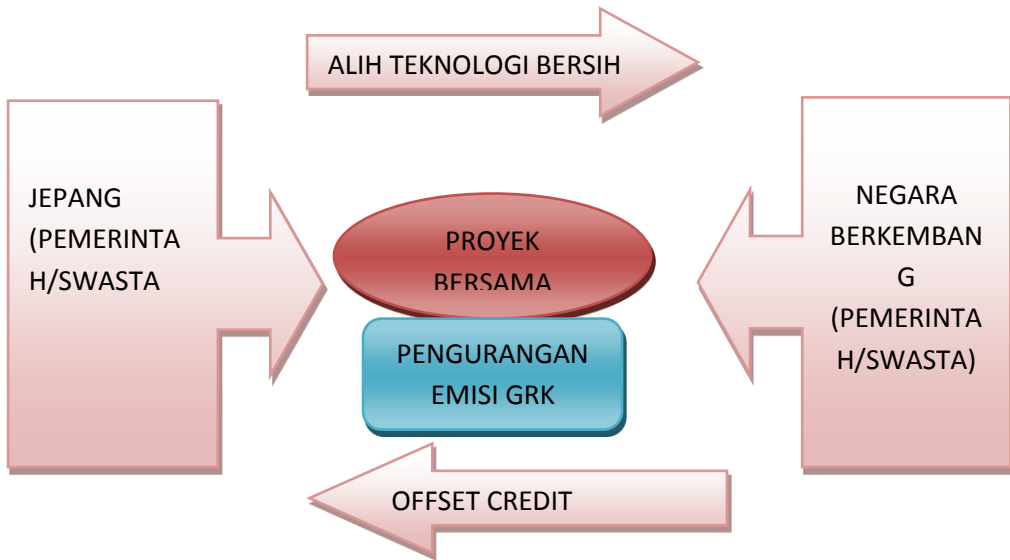 ALIH TEKNOLOGI BERSIH
JEPANG
(PEMERINTA
H/SWASTA
PROYEK
BERSAMA
PENGURANGAN
EMISI GRK
NEGARA
BERKEMBAN
G
(PEMERINTA
H/SWASTA)
OFFSET CREDIT